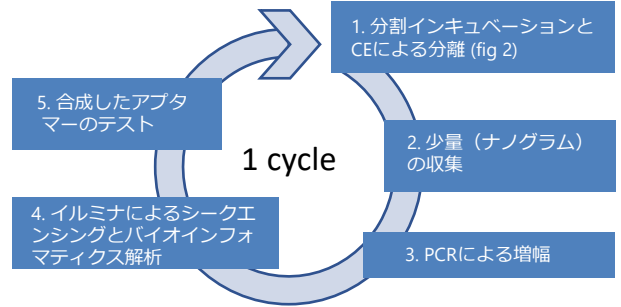 1. 分割インキュベーションと
CEによる分離 (fig 2)
2. 少量（ナノグラム）
の収集
3. PCRによる増幅
4. イルミナによるシークエ
ンシングとバイオインフォ
マティクス解析
5. 合成したアプタ
マーのテスト
1 cycle